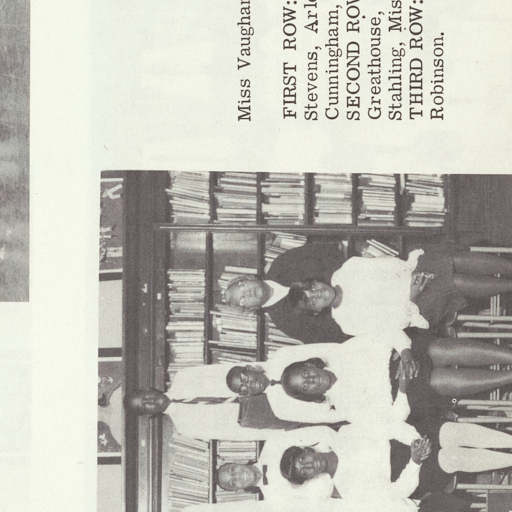 Miss Vaughan
FIRST ROW:
Stevens, Arle
Cunningham,
SECOND ROW
Greathouse,
Stahling, Mis
THIRD ROW:
Robinson.